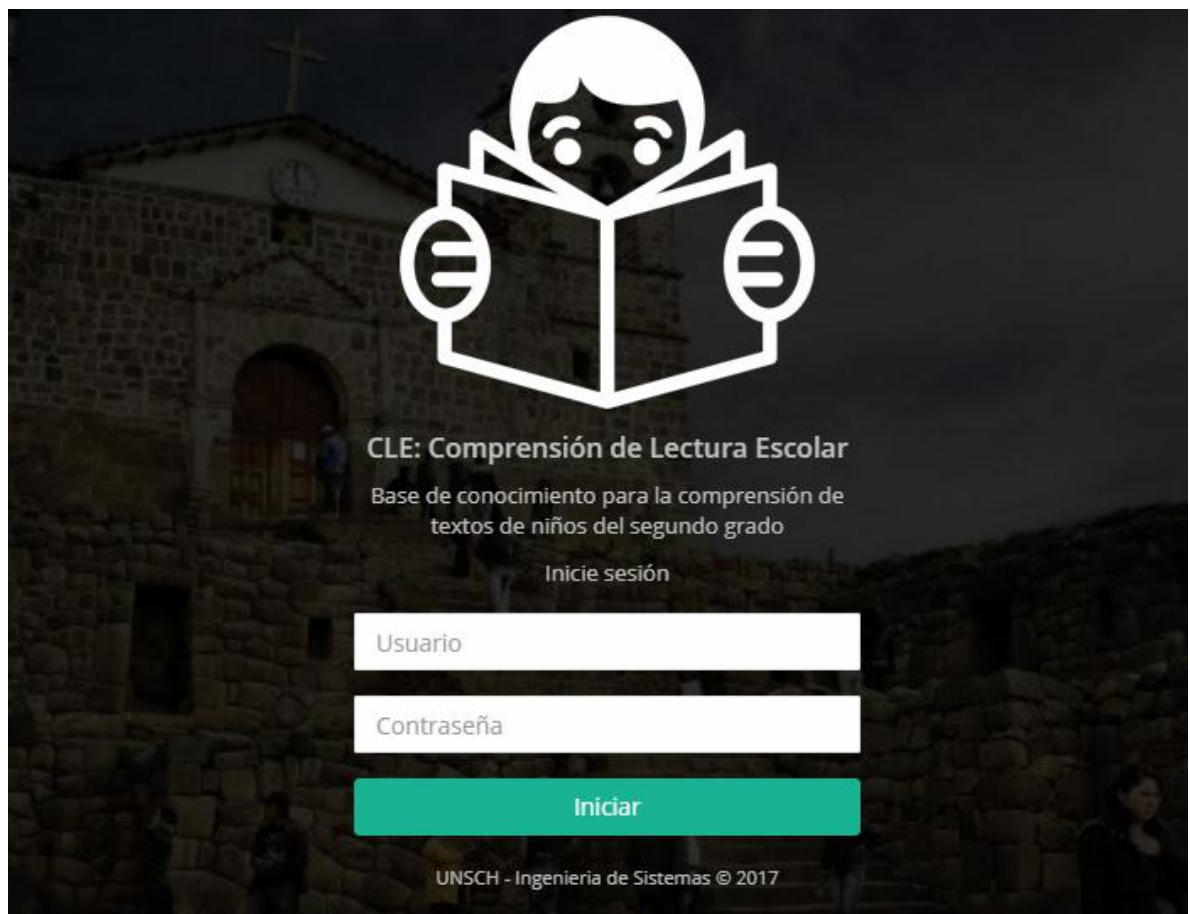 CLE: Comprensión de Lectura Escolar
Base de conocimiento para la comprensión de
textos de niños del segundo grado
Inicie sesión
Usuario
Contraseña
Iniciar
UNSCH - Ingenieria de Sistemas © 2017